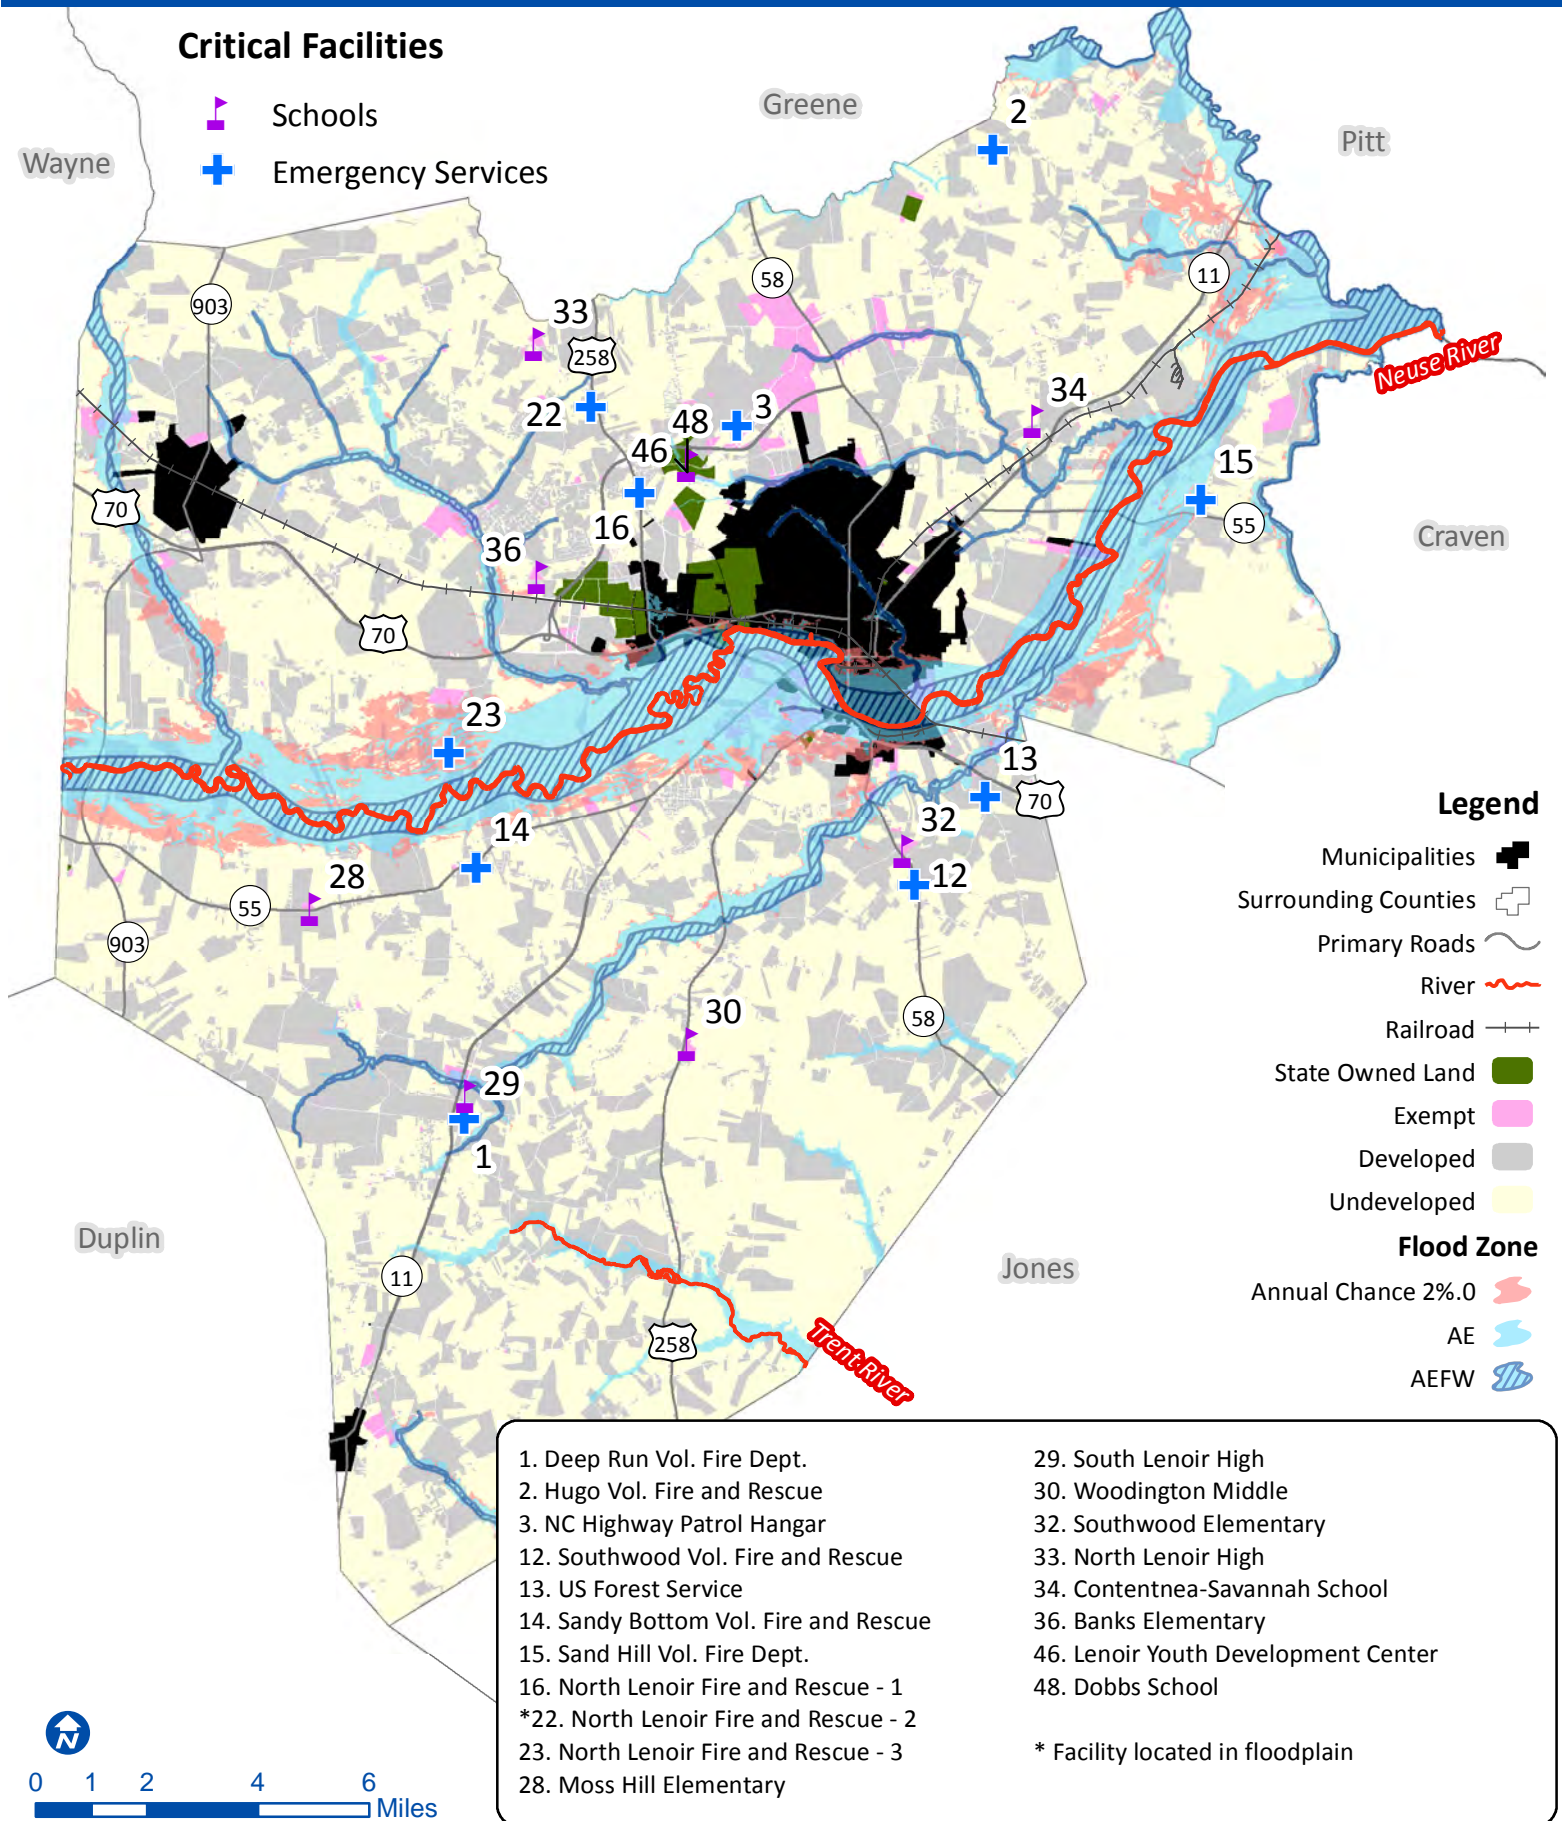 Critical Facilities
Schools
Emergency Services
Wayne
Greene
Pitt
2
58
11
903
33
258
Neuse River
22
48
3
34
46
15
70
16
55
36
Craven
70
23
13
70
32
14
12
28
55
903
30
58
29
1
Duplin
11
Jones
258
Trent River
Legend
Municipalities
Surrounding Counties
Primary Roads
River
Railroad
State Owned Land
Exempt
Developed
Undeveloped
Flood Zone
Annual Chance 2%.0
AE
AEFW
1. Deep Run Vol. Fire Dept.
2. Hugo Vol. Fire and Rescue
3. NC Highway Patrol Hangar
12. Southwood Vol. Fire and Rescue
13. US Forest Service
14. Sandy Bottom Vol. Fire and Rescue
15. Sand Hill Vol. Fire Dept.
16. North Lenoir Fire and Rescue - 1
*22. North Lenoir Fire and Rescue - 2
23. North Lenoir Fire and Rescue - 3
28. Moss Hill Elementary
29. South Lenoir High
30. Woodington Middle
32. Southwood Elementary
33. North Lenoir High
34. Contentnea-Savannah School
36. Banks Elementary
46. Lenoir Youth Development Center
48. Dobbs School
* Facility located in floodplain
N
0 1 2 4 6
Miles